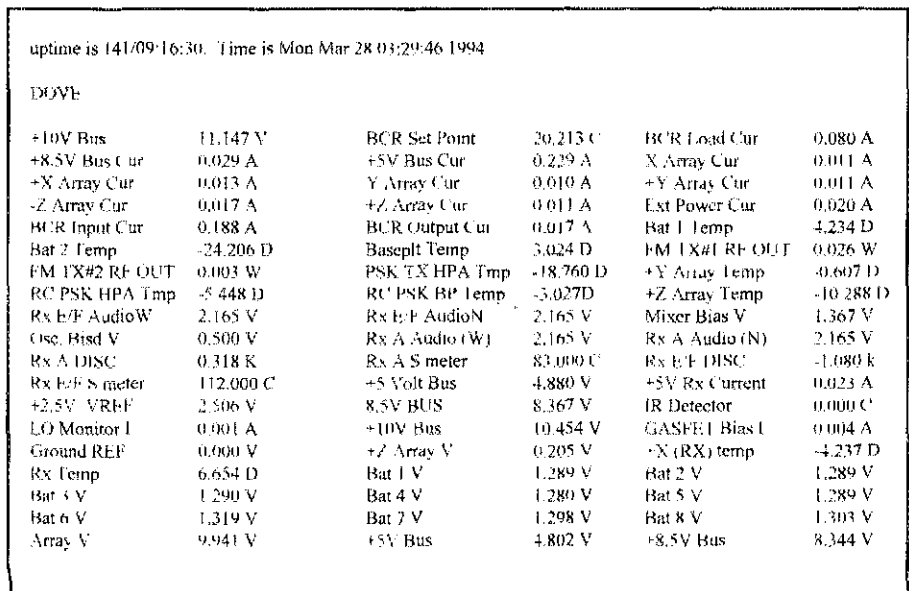 uptime is 141/09:16:30. Time is Mon Mar 28 03:29:46 1994
DOVE
+10V Bus 11.147 V BCR Set Point 20.213 C BCR Load Cur 0.080 A
+8.5V Bus Cur 0.029 A +5V Bus Cur 0.229 A X Array Cur 0.011 A
+X Array Cur 0.013 A Y Array Cur 0.010 A +Y Array Cur 0.011 A
-Z Array Cur 0.017 A +Z Array Cur 0.011 A Ext Power Cur 0.020 A
BCR Input Cur 0.188 A BCR Output Cur 0.017 A Bat 1 Temp 4.234 D
Bat 2 Temp -24.206 D Baseplt Temp 3.024 D FM TX#1 RF OUT 0.026 W
FM TX#2 RF OUT 0.003 W PSK TX HPA Tmp -18.760 D +Y Array Temp -0.607 D
RC PSK HPA Tmp -5.448 D RC PSK BP Temp -3.027D +Z Array Temp -10.288 D
Rx E/F AudioW 2.165 V Rx E/F AudioN 2.165 V Mixer Bias V 1.367 V
Osc. Bisd V 0.500 V Rx A Audio (W) 2.165 V Rx A Audio (N) 2.165 V
Rx A DISC 0.318 K Rx A S meter 83.000 C Rx E/F DISC -1.080 k
Rx E/F S meter 112.000 C +5 Volt Bus 4.880 V +5V Rx Current 0.023 A
+2.5V VREF 2.506 V 8.5V BUS 8.367 V IR Detector 0.000 C
LO Monitor I 0.001 A +10V Bus 10.454 V GASFET Bias I 0.004 A
Ground REF 0.000 V +Z Array V 0.205 V +X (RX) temp -4.237 D
Rx Temp 6.654 D Bat 1 V 1.289 V Bat 2 V 1.289 V
Bat 3 V 1.290 V Bat 4 V 1.280 V Bat 5 V 1.289 V
Bat 6 V 1.319 V Bat 7 V 1.298 V Bat 8 V 1.303 V
Array V 9.941 V +5V Bus 4.802 V +8.5V Bus 8.344 V